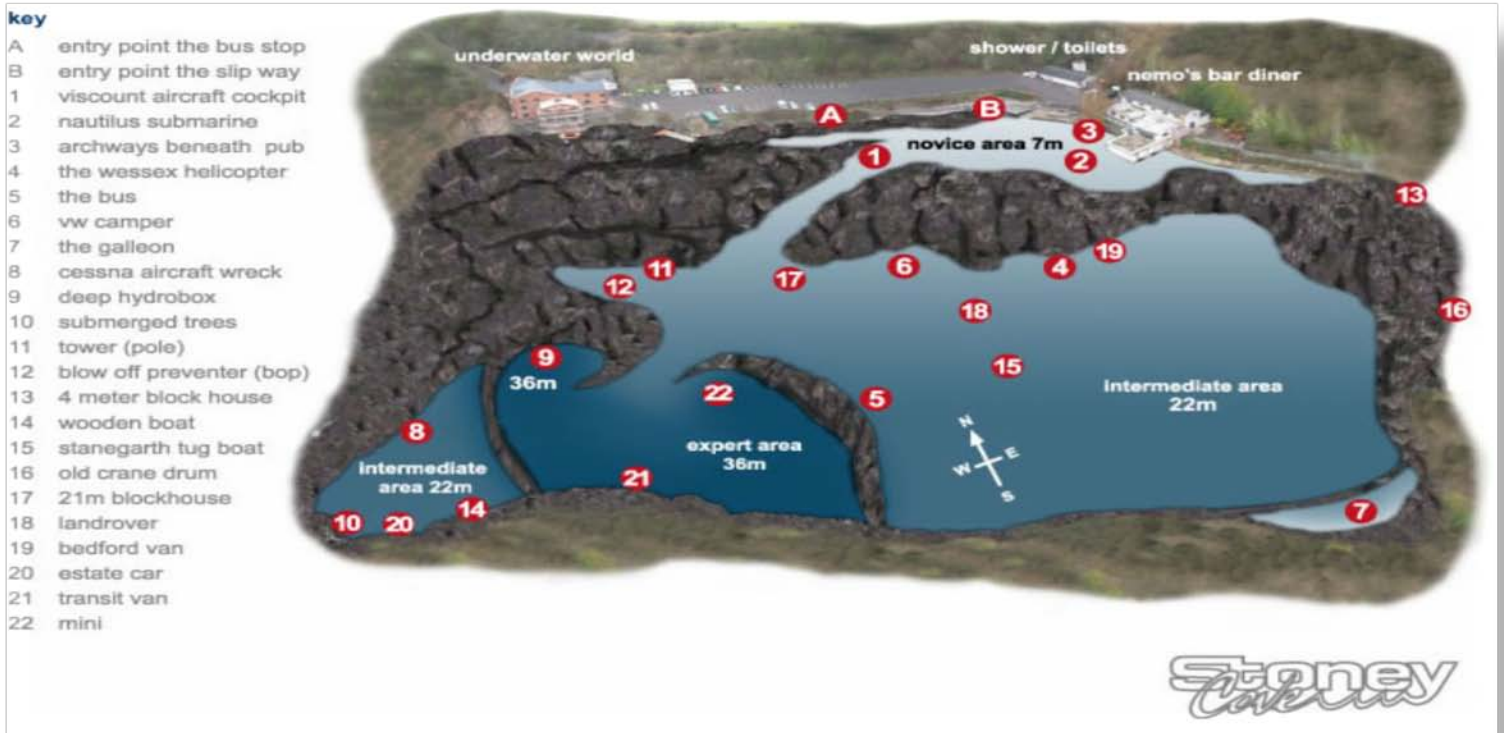 key
A entry point the bus stop
B entry point the slip way
1 viscount aircraft cockpit
2 nautilus submarine
3 archways beneath pub
4 the wessex helicopter
5 the bus
6 vw camper
7 the galleon
8 cessna aircraft wreck
9 deep hydrobox
10 submerged trees
11 tower (pole)
12 blow off preventer (bop)
13 4 meter block house
14 wooden boat
15 stanegarth tug boat
16 old crane drum
17 21m blockhouse
18 landrover
19 bedford van
20 estate car
21 transit van
22 mini
underwater world
shower / toilets
nemo's bar diner
A
B
3
novice area 7m
1
2
13
19
11
6
4
17
12
18
16
9
36m
15
22
intermediate area
22m
5
8
N
expert area
36m
W E
S
intermediate
area 22m
21
14
7
10
20
Stoney
Cove